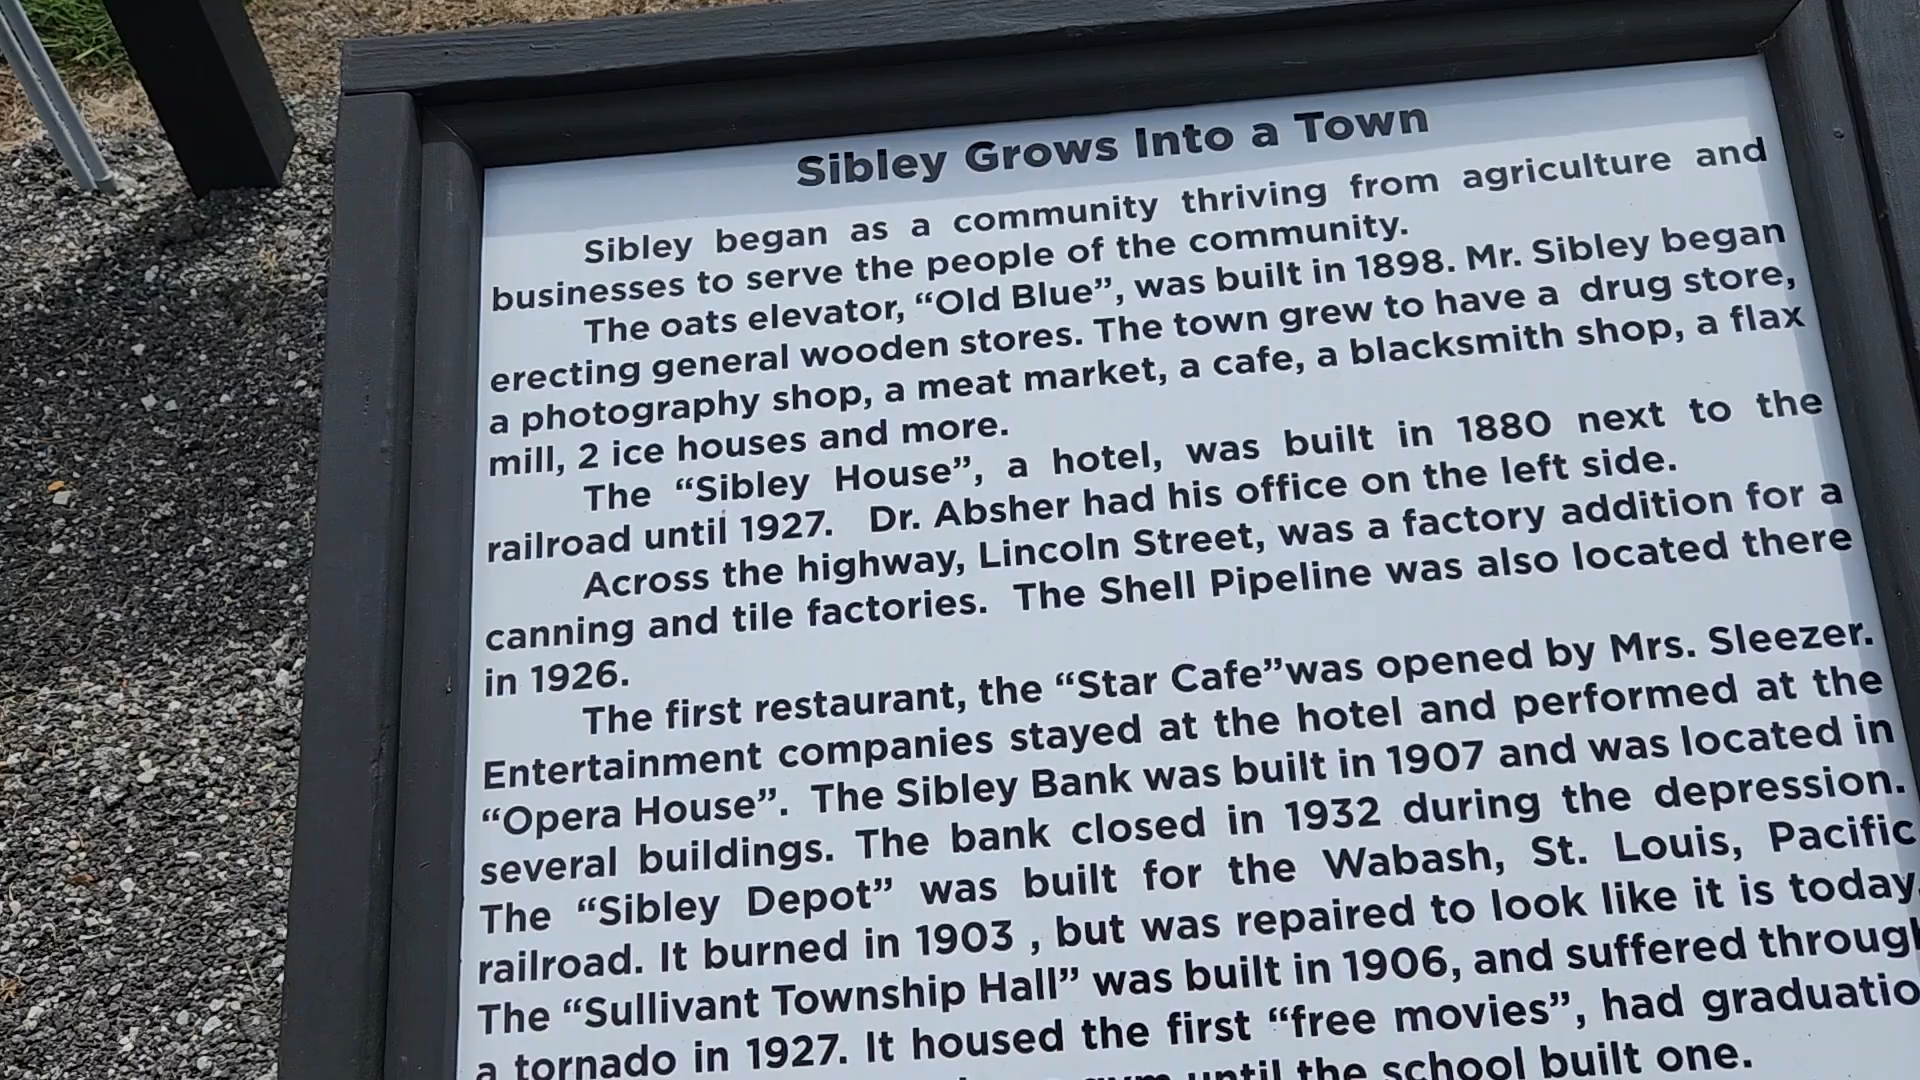 Sibley Grows Into a Town
Sibley began as a community thriving from agriculture and
businesses to serve the people of the community.
The oats elevator, “Old Blue”, was built in 1898. Mr. Sibley began
erecting general wooden stores. The town grew to have a drug store,
a photography shop, a meat market, a cafe, a blacksmith shop, a flax
mill, 2 ice houses and more.
The “Sibley House”, a hotel, was built in 1880 next to the
railroad until 1927. Dr. Absher had his office on the left side.
Across the highway, Lincoln Street, was a factory addition for a
canning and tile factories. The Shell Pipeline was also located there
in 1926.
The first restaurant, the “Star Cafe”was opened by Mrs. Sleezer.
Entertainment companies stayed at the hotel and performed at the
“Opera House”. The Sibley Bank was built in 1907 and was located in
several buildings. The bank closed in 1932 during the depression.
The “Sibley Depot” was built for the Wabash, St. Louis, Pacific
railroad. It burned in 1903 , but was repaired to look like it is today
The “Sullivant Township Hall” was built in 1906, and suffered through
a tornado in 1927. It housed the first “free movies”, had graduatio
gym until the school built one.